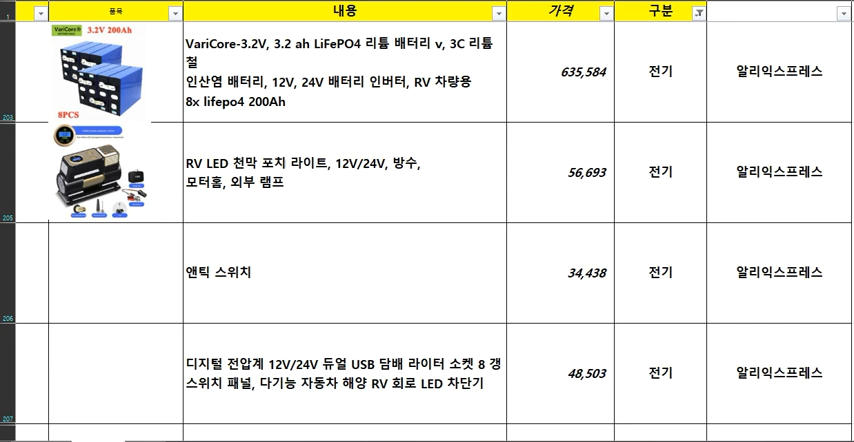 1 품목 내용 가격 구분
VariCore®
3.2V 200Ah
8PCS
203
VariCore-3.2V, 3.2 ah LiFePO4 리튬 배터리 v, 3C 리튬
철
인산염 배터리, 12V, 24V 배터리 인버터, RV 차량용
8x lifepo4 200Ah
635,584 전기 알리익스프레스
205
RV LED 천막 포치 라이트, 12V/24V, 방수,
모터홈, 외부 램프
56,693 전기 알리익스프레스
206
앤틱 스위치
34,438 전기 알리익스프레스
207
디지털 전압계 12V/24V 듀얼 USB 담배 라이터 소켓 8 갱
스위치 패널, 다기능 자동차 해양 RV 회로 LED 차단기
48,503 전기 알리익스프레스